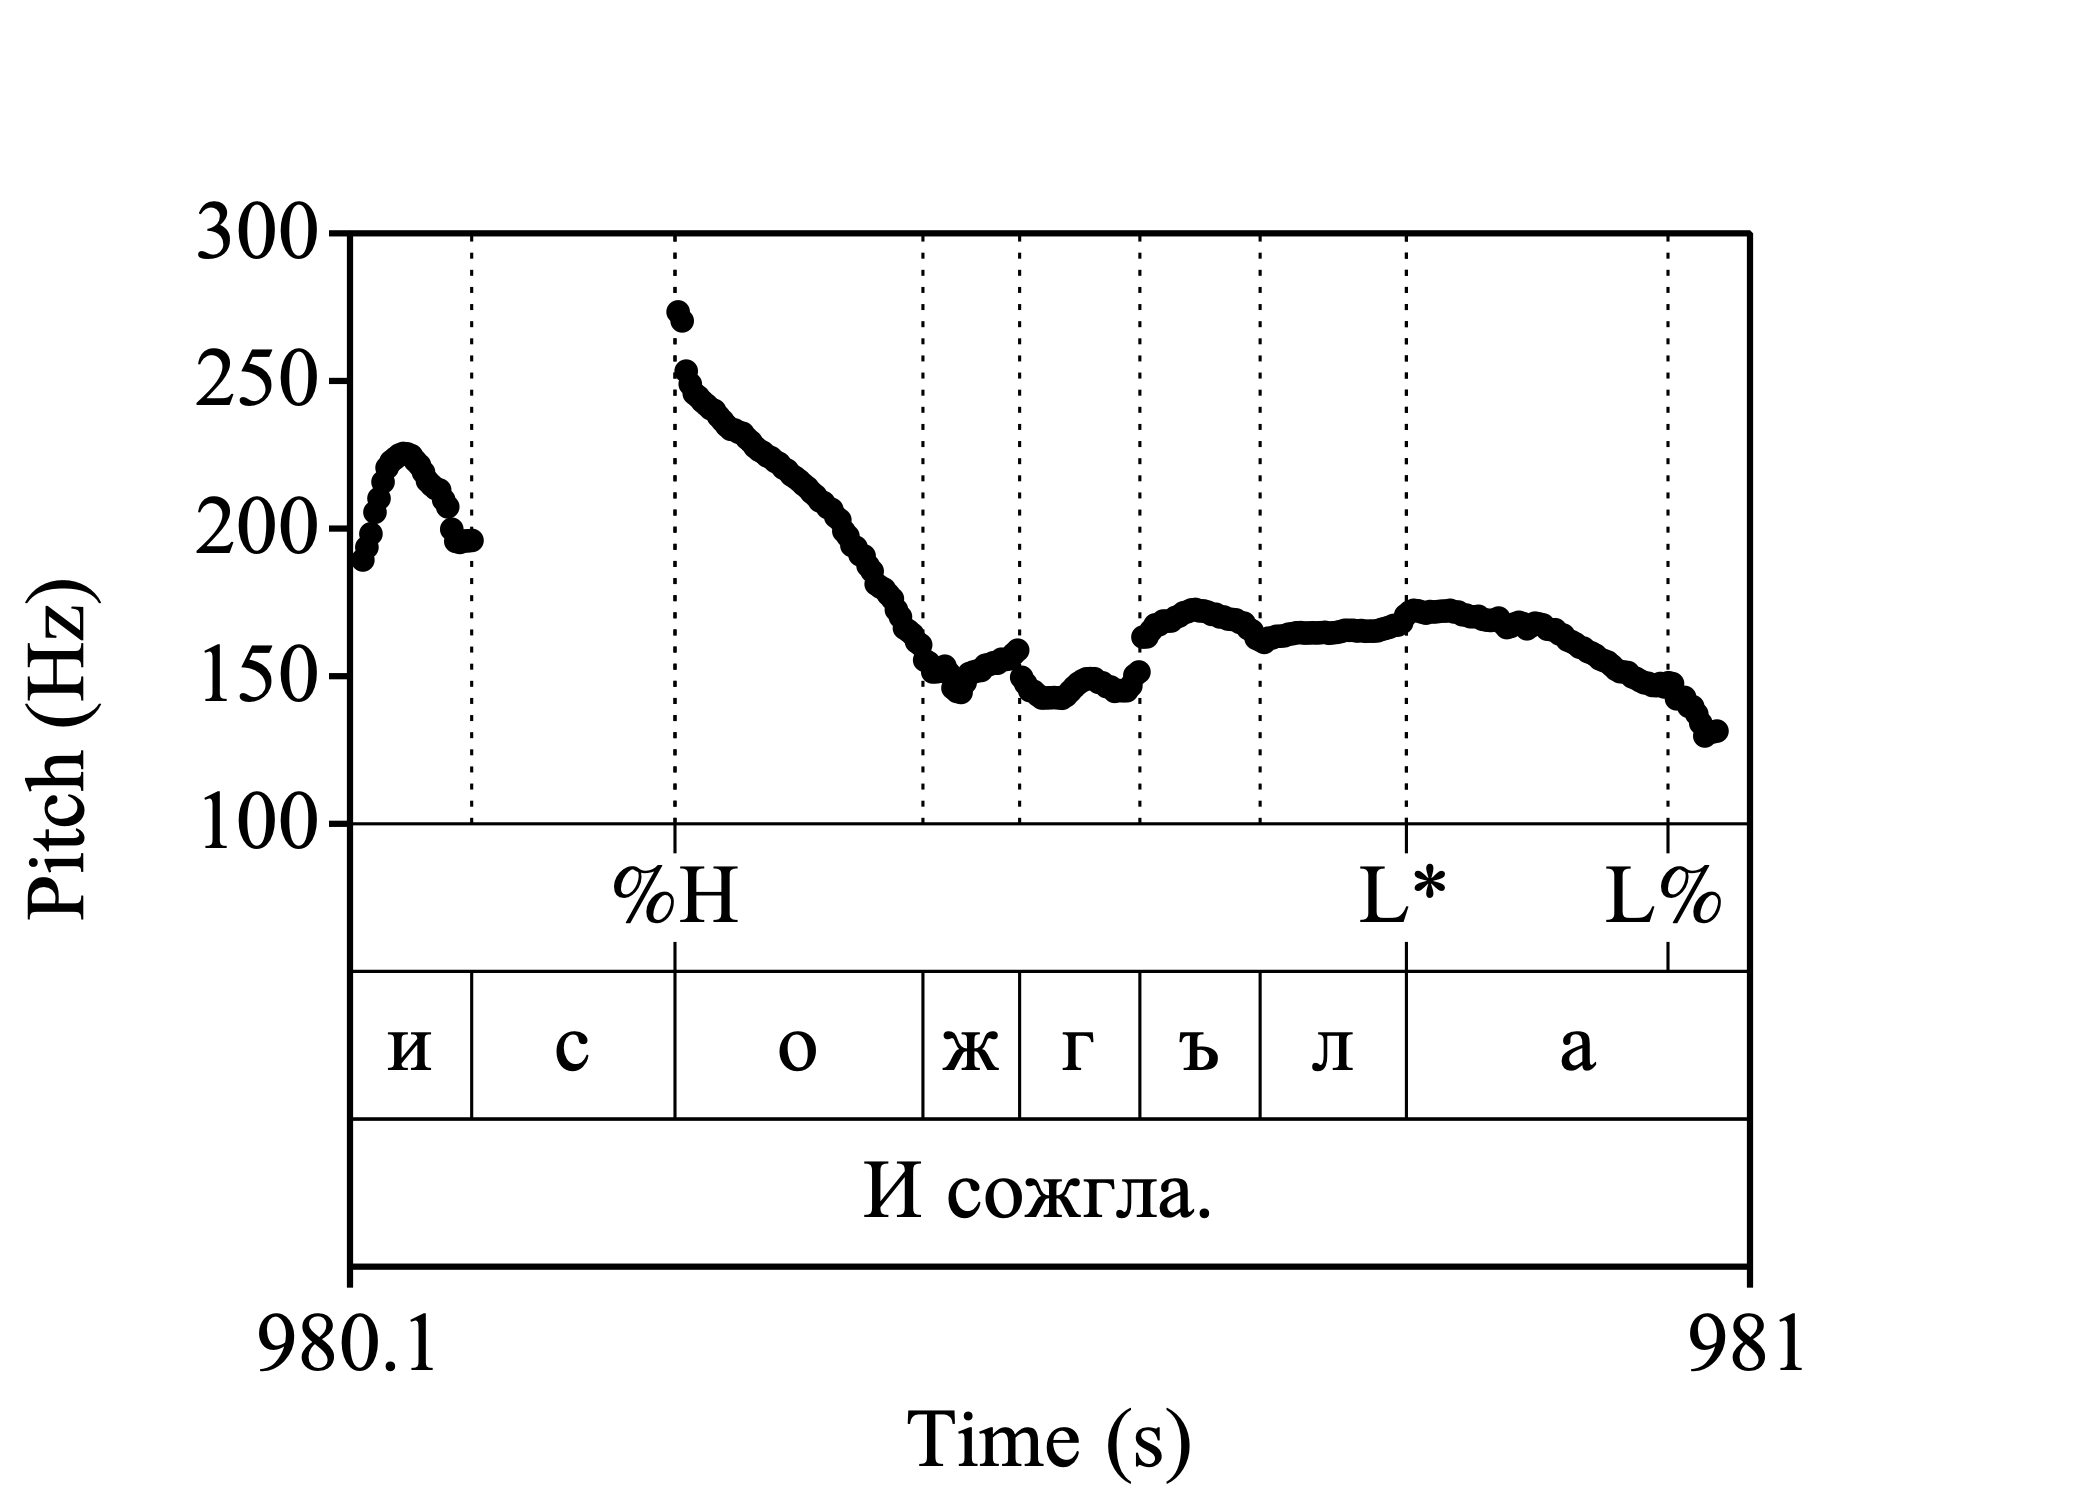 300
250
200
150
100
Pitch (Hz)
%H L* L%
и с о ж г ъ л а
И сожгла.
980.1 981
Time (s)